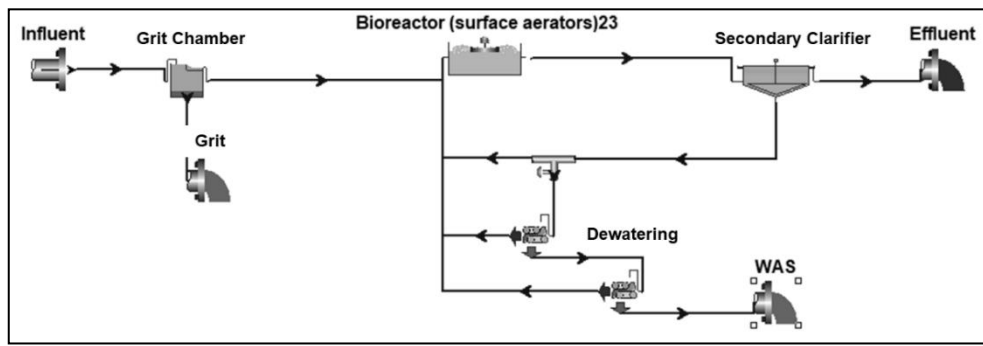 Bioreactor (surface aerators)23
Influent
Grit Chamber
Secondary Clarifier
Effluent
Grit
Dewatering
WAS